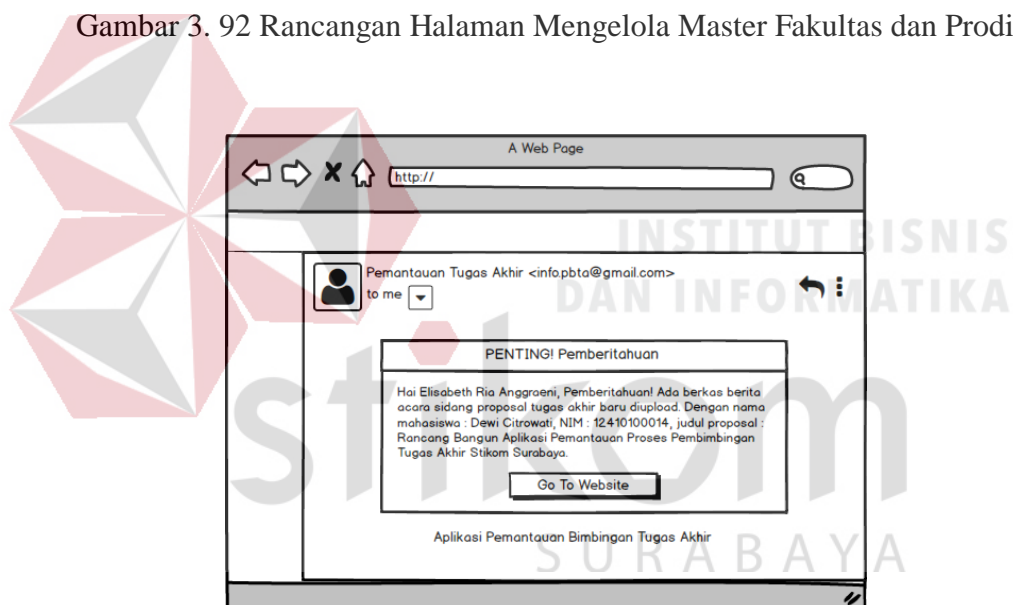 Gambar 3. 92 Rancangan Halaman Mengelola Master Fakultas dan Prodi
A Web Page
http://
INSTITUT BISNIS
DAN INFORMATIKA
Pemantauan Tugas Akhir <info.pbta@gmail.com>
to me
PENTING! Pemberitahuan
Hai Elisabeth Ria Anggraeni, Pemberitahuan! Ada berkas berita
acara sidang proposal tugas akhir baru diupload. Dengan nama
mahasiswa : Dewi Citrowati, NIM : 12410100014, judul proposal :
Rancang Bangun Aplikasi Pemantauan Proses Pembimbingan
Tugas Akhir Stikom Surabaya.
Go To Website
stikom
Aplikasi Pemantauan Bimbingan Tugas Akhir
SURABAYA